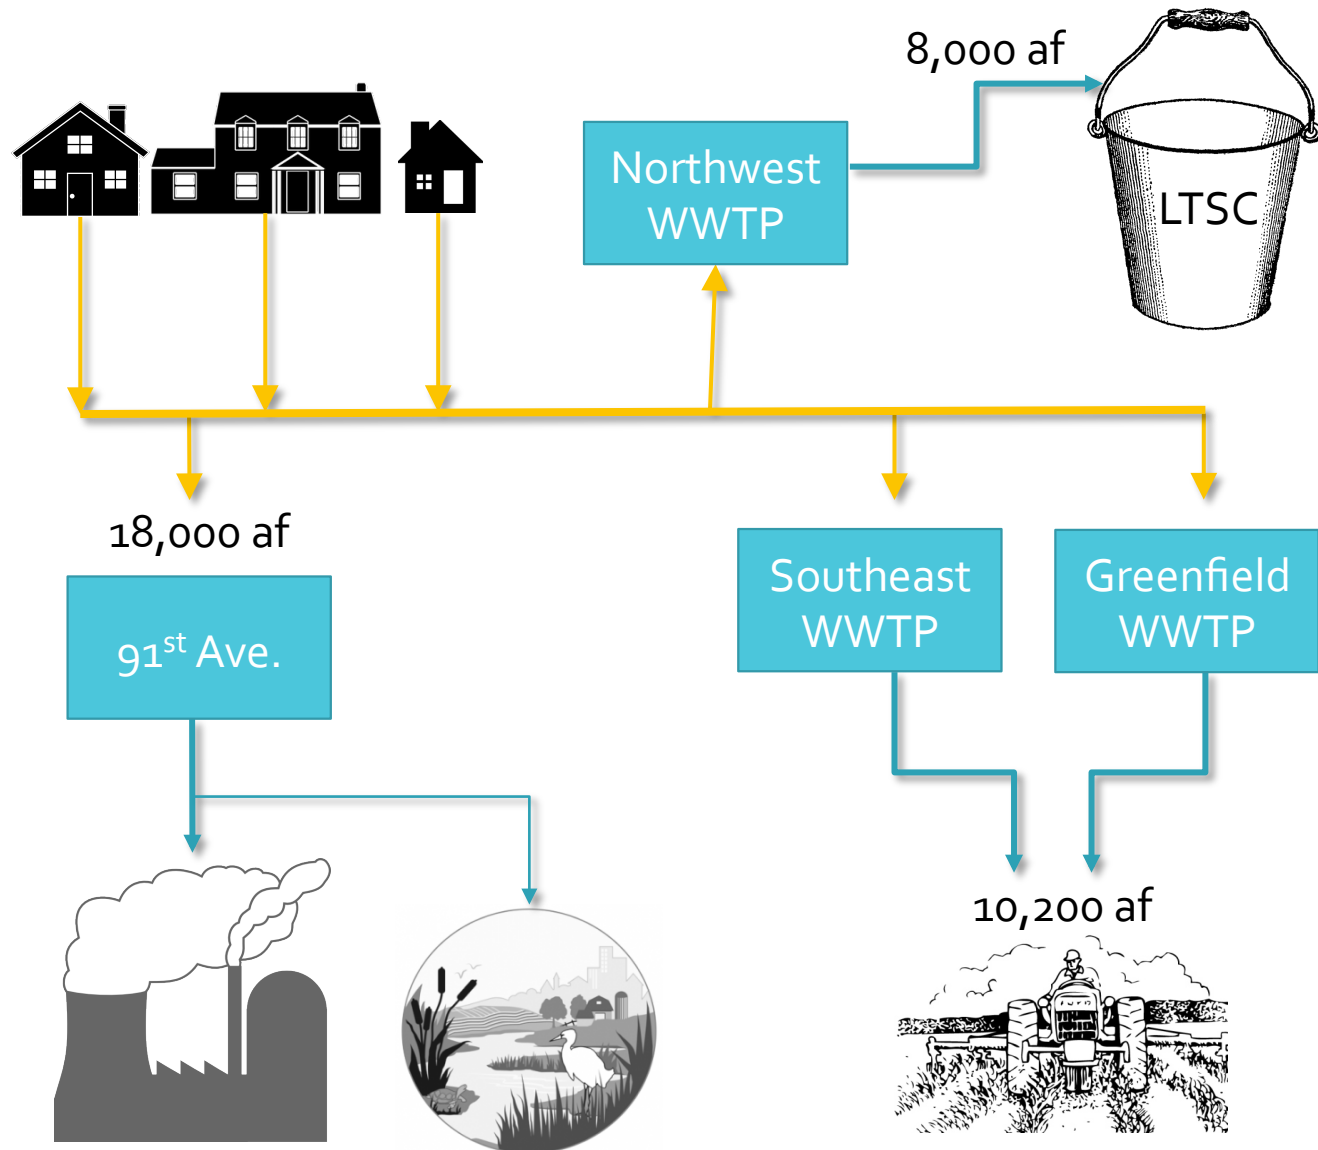 8,000 af
Northwest
WWTP
LTSC
18,000 af
91st Ave.
Southeast
WWTP
Greenfield
WWTP
10,200 af